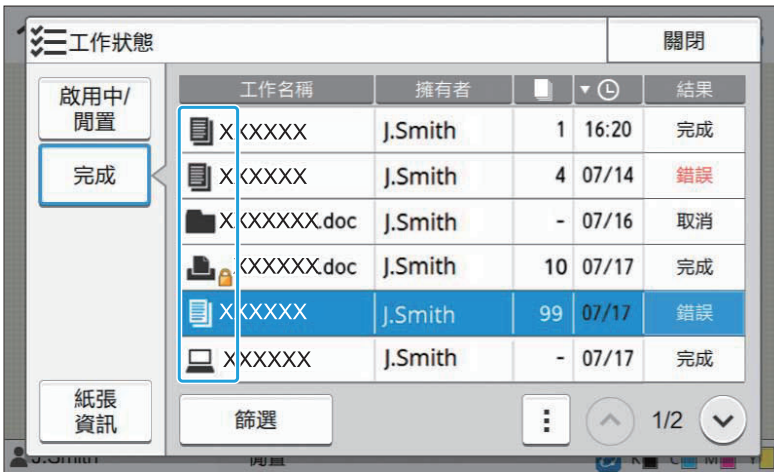 工作狀態
關閉
啟用中/
閒置
完成
紙張
資訊
工作名稱 擁有者 結果
XXXXXX J.Smith 1 16:20 完成
XXXXXX J.Smith 4 07/14 錯誤
XXXXXXX.doc J.Smith - 07/16 取消
XXXXXX.doc J.Smith 10 07/17 完成
XXXXXX J.Smith 99 07/17 錯誤
XXXXXX J.Smith - 07/17 完成
篩選 1/2
J.Smith 閒置 K C M Y